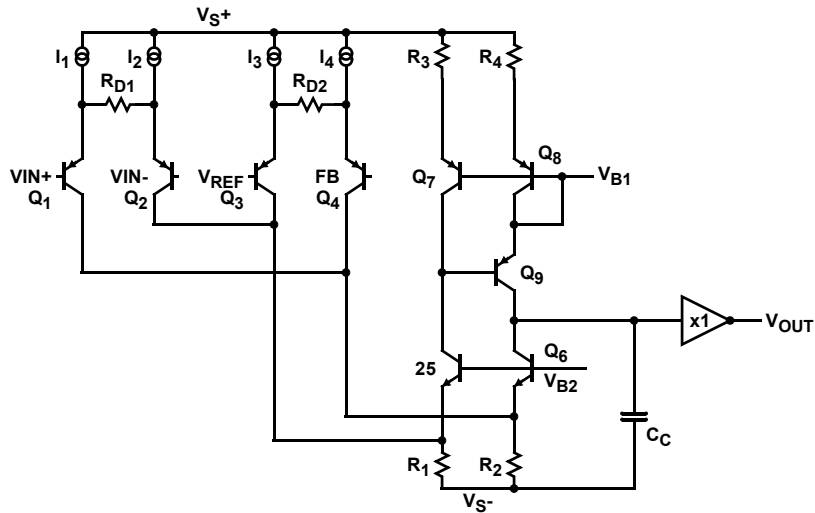 VS+
I1
I2
I3
I4
R3
R4
RD1
RD2
VIN+
Q1
VIN-
Q2
VREF
Q3
FB
Q4
Q7
Q8
VB1
Q9
x1
VOUT
25
Q6
VB2
CC
R1
R2
VS-